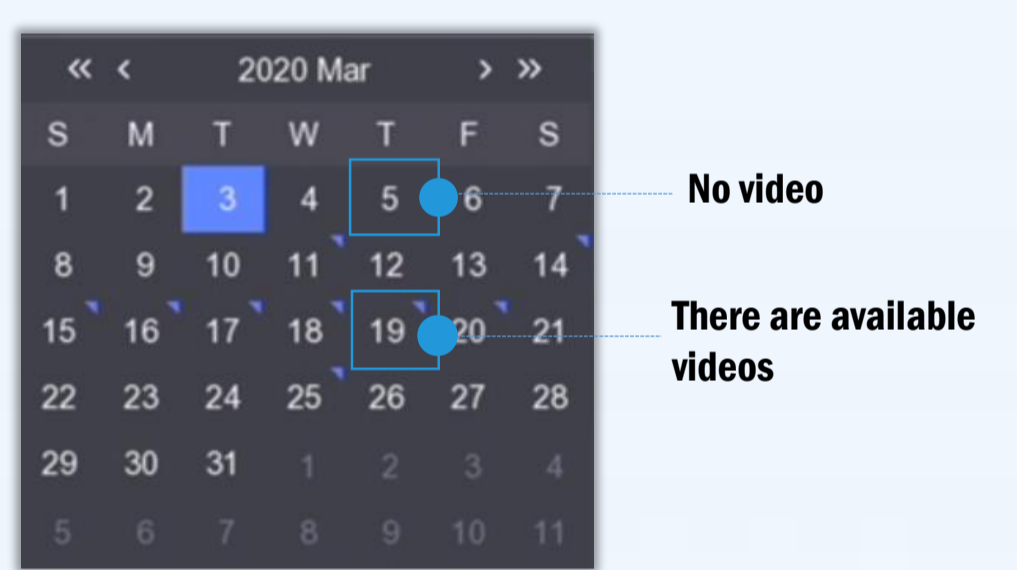 « ‹ 2020 Mar › »
S M T W T F S
1 2 3 4 5 6 7
No video
8 9 10 11 12 13 14
15 16 17 18 19 20 21
There are available
videos
22 23 24 25 26 27 28
29 30 31 1 2 3 4
5 6 7 8 9 10 11